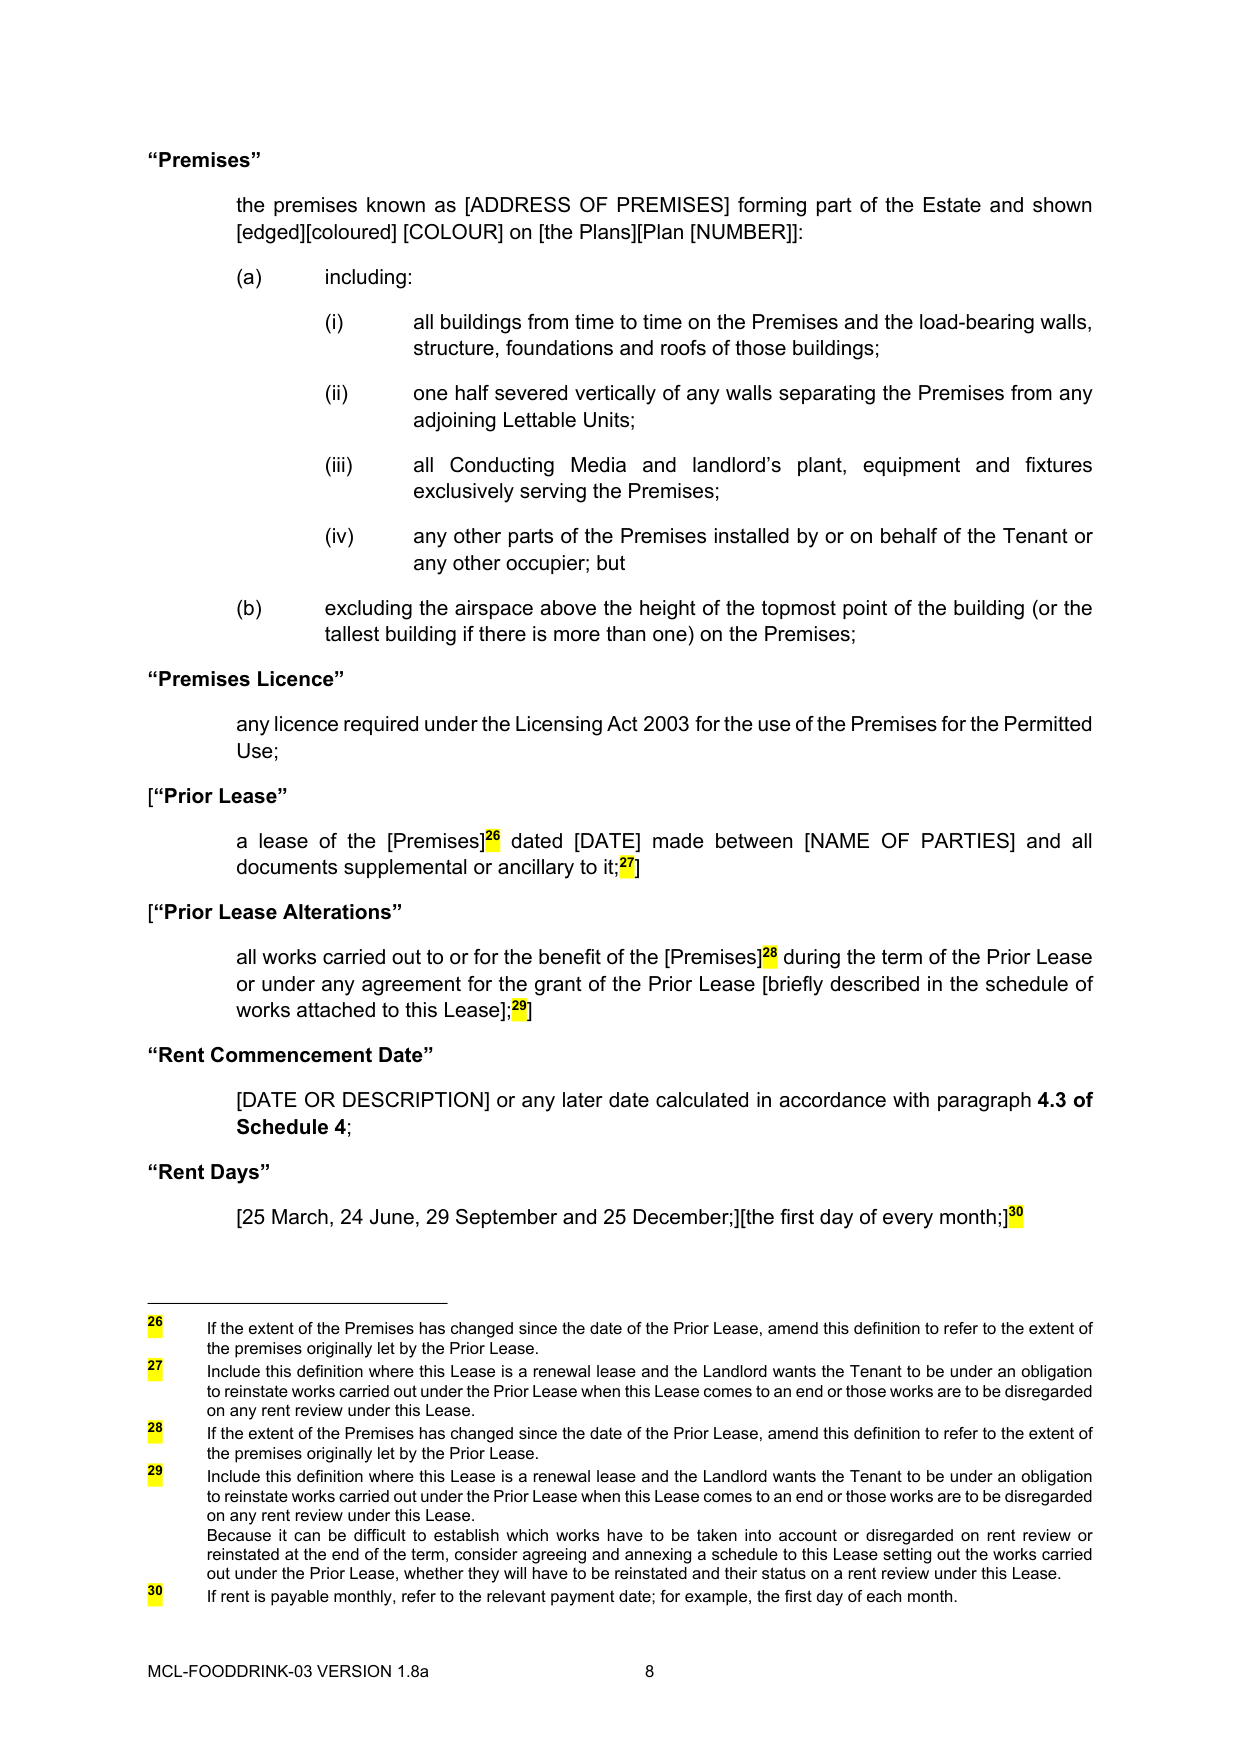 “Premises”
the premises known as [ADDRESS OF PREMISES] forming part of the Estate and shown
[edged][coloured] [COLOUR] on [the Plans][Plan [NUMBER]]:
(a) including:
(i) all buildings from time to time on the Premises and the load-bearing walls,
structure, foundations and roofs of those buildings;
(ii) one half severed vertically of any walls separating the Premises from any
adjoining Lettable Units;
(iii) all Conducting Media and landlord’s plant, equipment and fixtures
exclusively serving the Premises;
(iv) any other parts of the Premises installed by or on behalf of the Tenant or
any other occupier; but
(b) excluding the airspace above the height of the topmost point of the building (or the
tallest building if there is more than one) on the Premises;
“Premises Licence”
any licence required under the Licensing Act 2003 for the use of the Premises for the Permitted
Use;
[“Prior Lease”
a lease of the [Premises]26 dated [DATE] made between [NAME OF PARTIES] and all
documents supplemental or ancillary to it;27]
[“Prior Lease Alterations”
all works carried out to or for the benefit of the [Premises]28 during the term of the Prior Lease
or under any agreement for the grant of the Prior Lease [briefly described in the schedule of
works attached to this Lease];29]
“Rent Commencement Date”
[DATE OR DESCRIPTION] or any later date calculated in accordance with paragraph 4.3 of
Schedule 4;
“Rent Days”
[25 March, 24 June, 29 September and 25 December;][the first day of every month;]30
26 If the extent of the Premises has changed since the date of the Prior Lease, amend this definition to refer to the extent of
the premises originally let by the Prior Lease.
27 Include this definition where this Lease is a renewal lease and the Landlord wants the Tenant to be under an obligation
to reinstate works carried out under the Prior Lease when this Lease comes to an end or those works are to be disregarded
on any rent review under this Lease.
28 If the extent of the Premises has changed since the date of the Prior Lease, amend this definition to refer to the extent of
the premises originally let by the Prior Lease.
29 Include this definition where this Lease is a renewal lease and the Landlord wants the Tenant to be under an obligation
to reinstate works carried out under the Prior Lease when this Lease comes to an end or those works are to be disregarded
on any rent review under this Lease.
Because it can be difficult to establish which works have to be taken into account or disregarded on rent review or
reinstated at the end of the term, consider agreeing and annexing a schedule to this Lease setting out the works carried
out under the Prior Lease, whether they will have to be reinstated and their status on a rent review under this Lease.
30 If rent is payable monthly, refer to the relevant payment date; for example, the first day of each month.
MCL-FOODDRINK-03 VERSION 1.8a 8